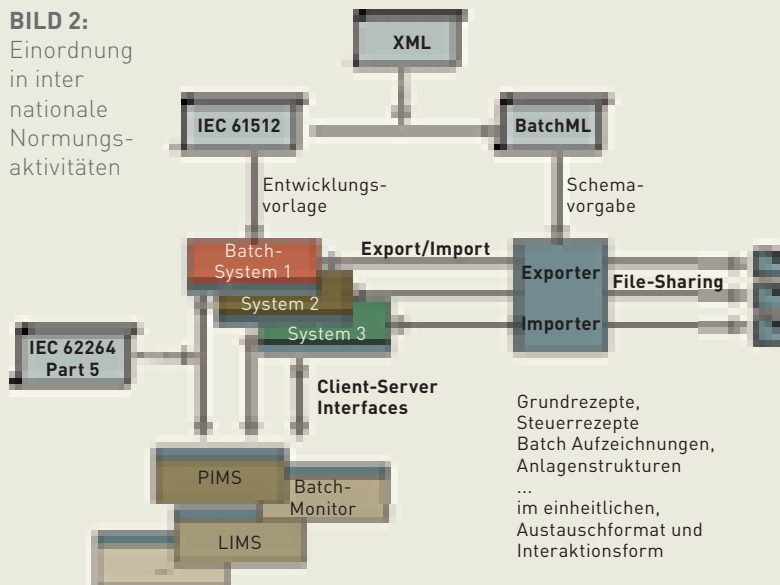 BILD 2:
Einordnung
in inter
nationale
Normungs-
aktivitäten
XML
IEC 61512
BatchML
Entwicklungs-
vorlage
Schema-
vorgabe
Batch-
System 1
System 2
System 3
Export/Import
Exporter
Importer
File-Sharing
IEC 62264
Part 5
Client-Server
Interfaces
Grundrezepte,
Steuerrezepte
Batch Aufzeichnungen,
Anlagenstrukturen
...
im einheitlichen,
Austauschformat und
Interaktionsform
PIMS
Batch-
Monitor
LIMS
...